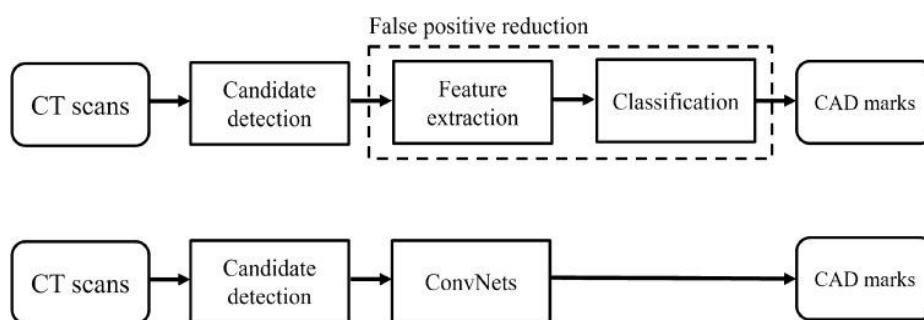 False positive reduction
CT scans
Candidate
detection
Feature
extraction
Classification
CAD marks
CT scans
Candidate
detection
ConvNets
CAD marks